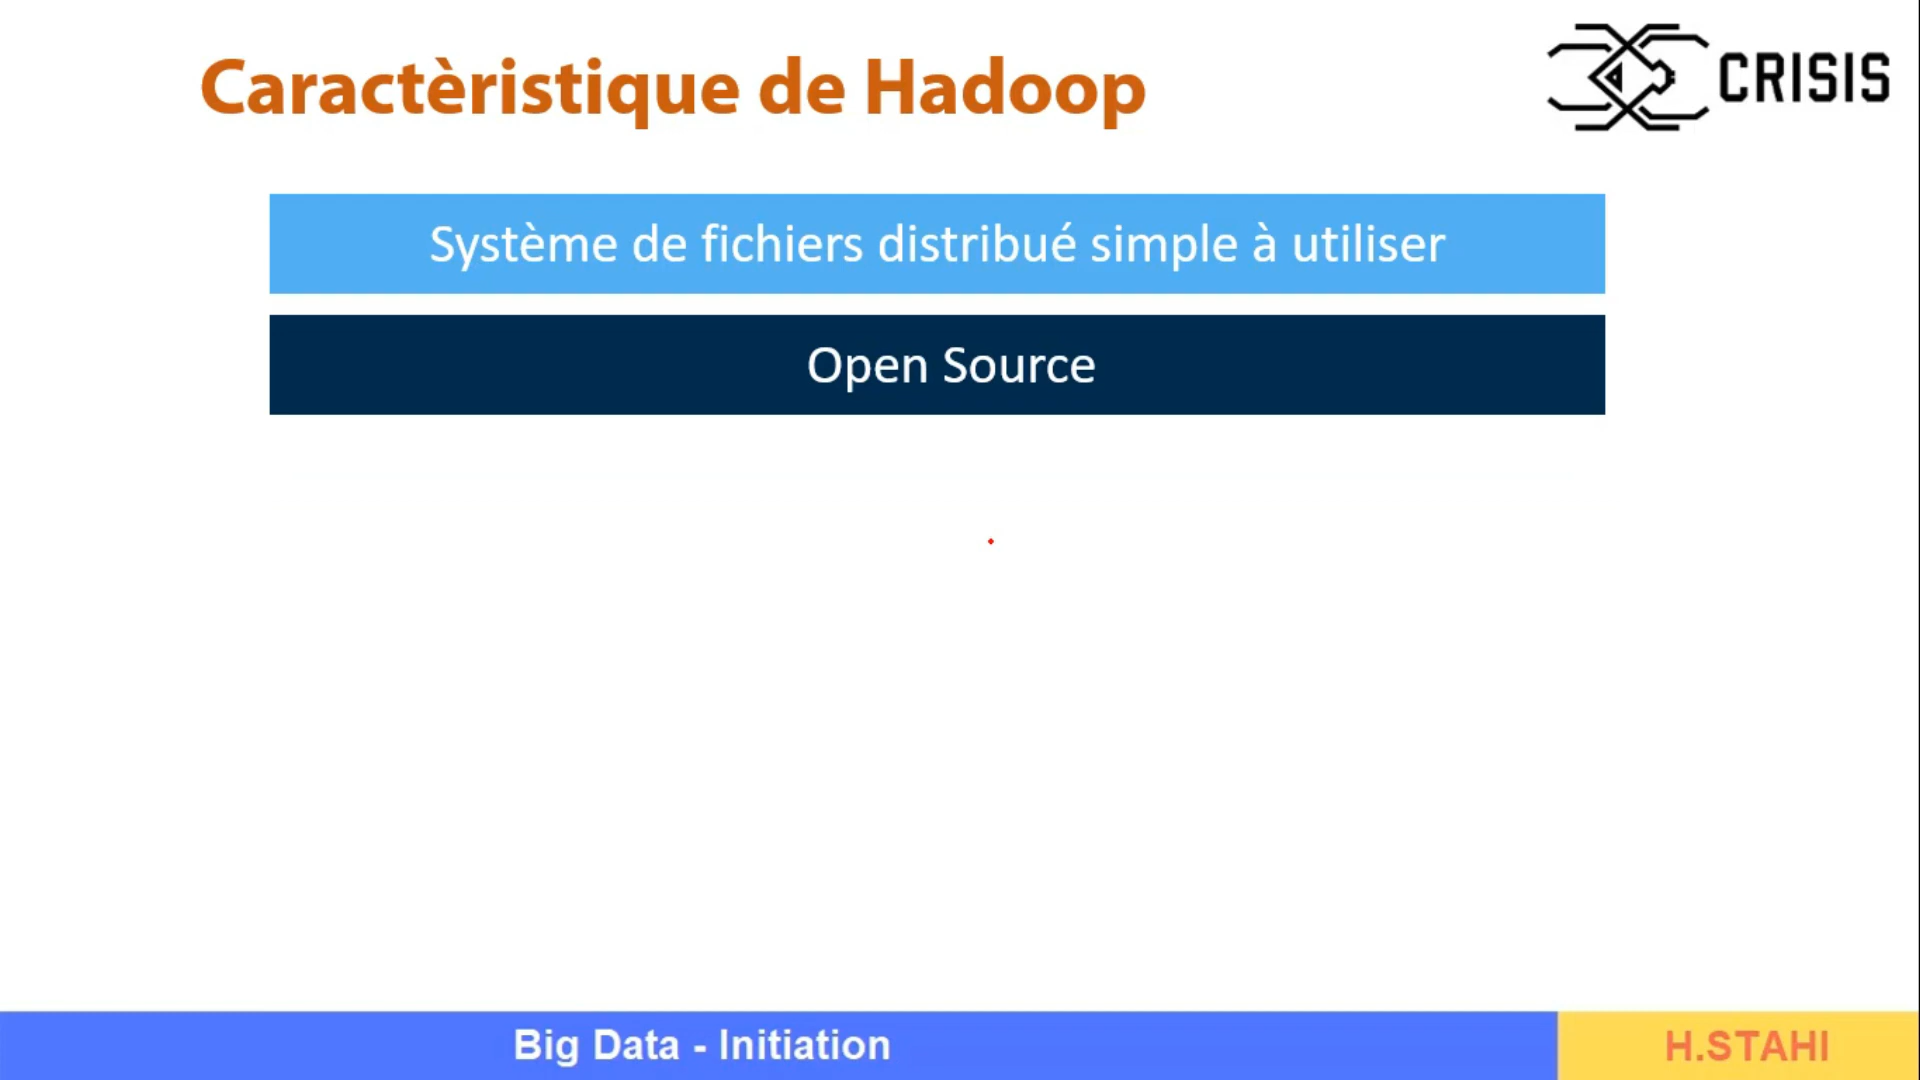 Caractèristique de Hadoop
CRISIS
Système de fichiers distribué simple à utiliser
Open Source
Big Data - Initiation
H.STAHI